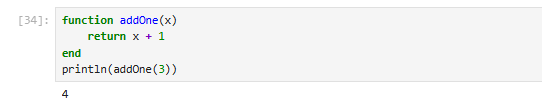 [34]: function addOne(x)
    return x + 1
end
println(addOne(3))
4